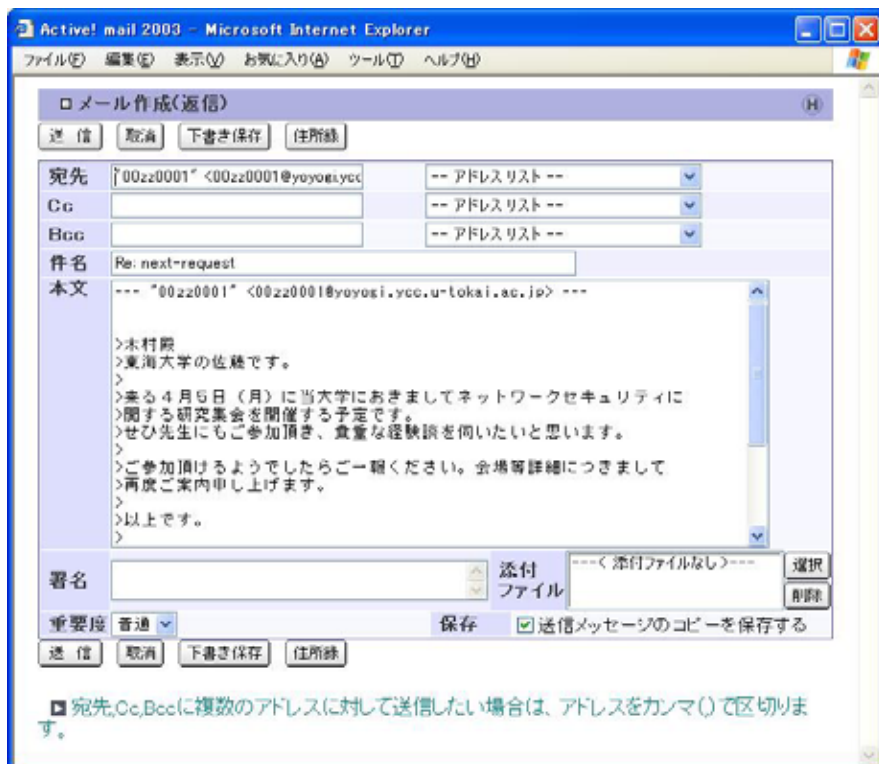 Active! mail 2003 - Microsoft Internet Explorer
ファイル(F) 編集(E) 表示(V) お気に入り(A) ツール(T) ヘルプ(H)
メール作成(返信) H
送 信 取消 下書き保存 住所録
宛先 "00zz0001" <00zz0001@yoyogi.ycc -- アドレスリスト --
Cc -- アドレスリスト --
Bcc -- アドレスリスト --
件名 Re: next-request
本文 --- "00zz0001" <00zz0001@yoyogi.ycc.u-tokai.ac.jp> ---
>木村殿
>東海大学の佐藤です。
>
>来る4月5日（月）に当大学におきましてネットワークセキュリティに
>関する研究集会を開催する予定です。
>ぜひ先生にもご参加頂き、貴重な経験談を伺いたいと思います。
>
>ご参加頂けるようでしたらご一報ください。会場等詳細につきまして
>再度ご案内申し上げます。
>
>以上です。
>
署名 添付ファイル ---< 添付ファイルなし >--- 選択
削除
重要度 普通 保存 送信メッセージのコピーを保存する
送 信 取消 下書き保存 住所録
宛先,Cc,Bccに複数のアドレスに対して送信したい場合は、アドレスをカンマ(,)で区切りま
す。